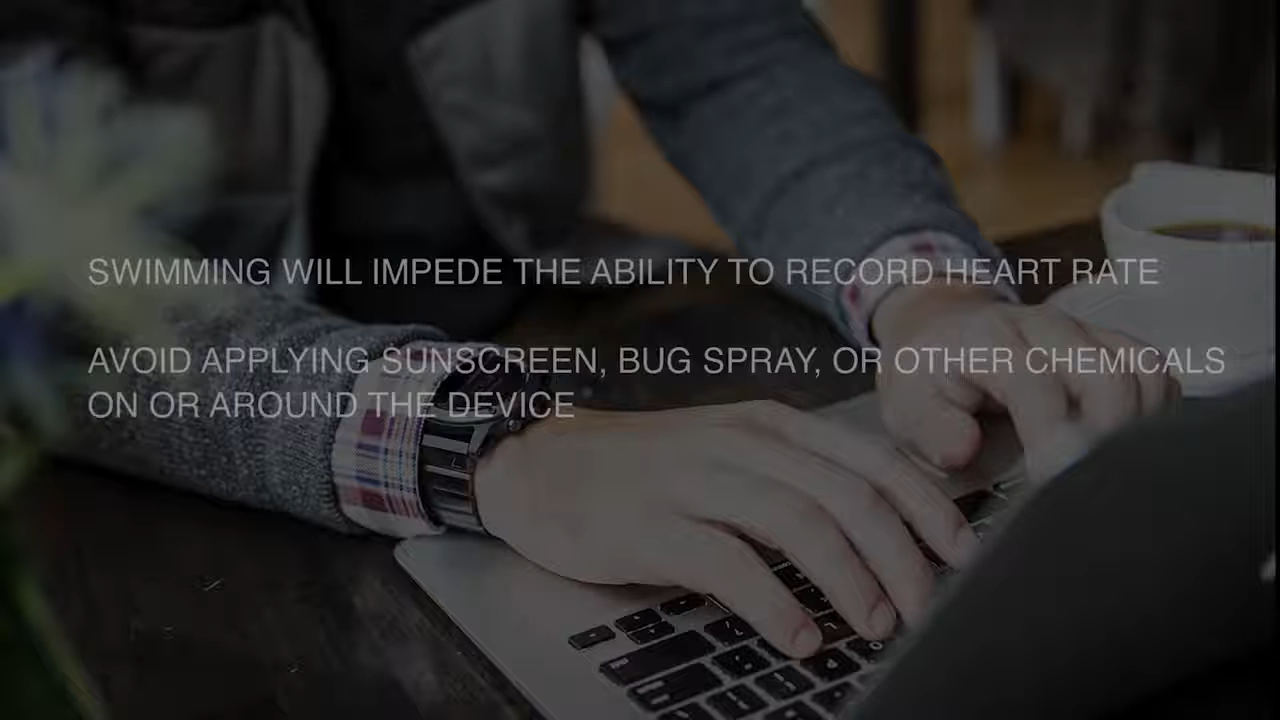 SWIMMING WILL IMPEDE THE ABILITY TO RECORD HEART RATE
AVOID APPLYING SUNSCREEN, BUG SPRAY, OR OTHER CHEMICALS
ON OR AROUND THE DEVICE